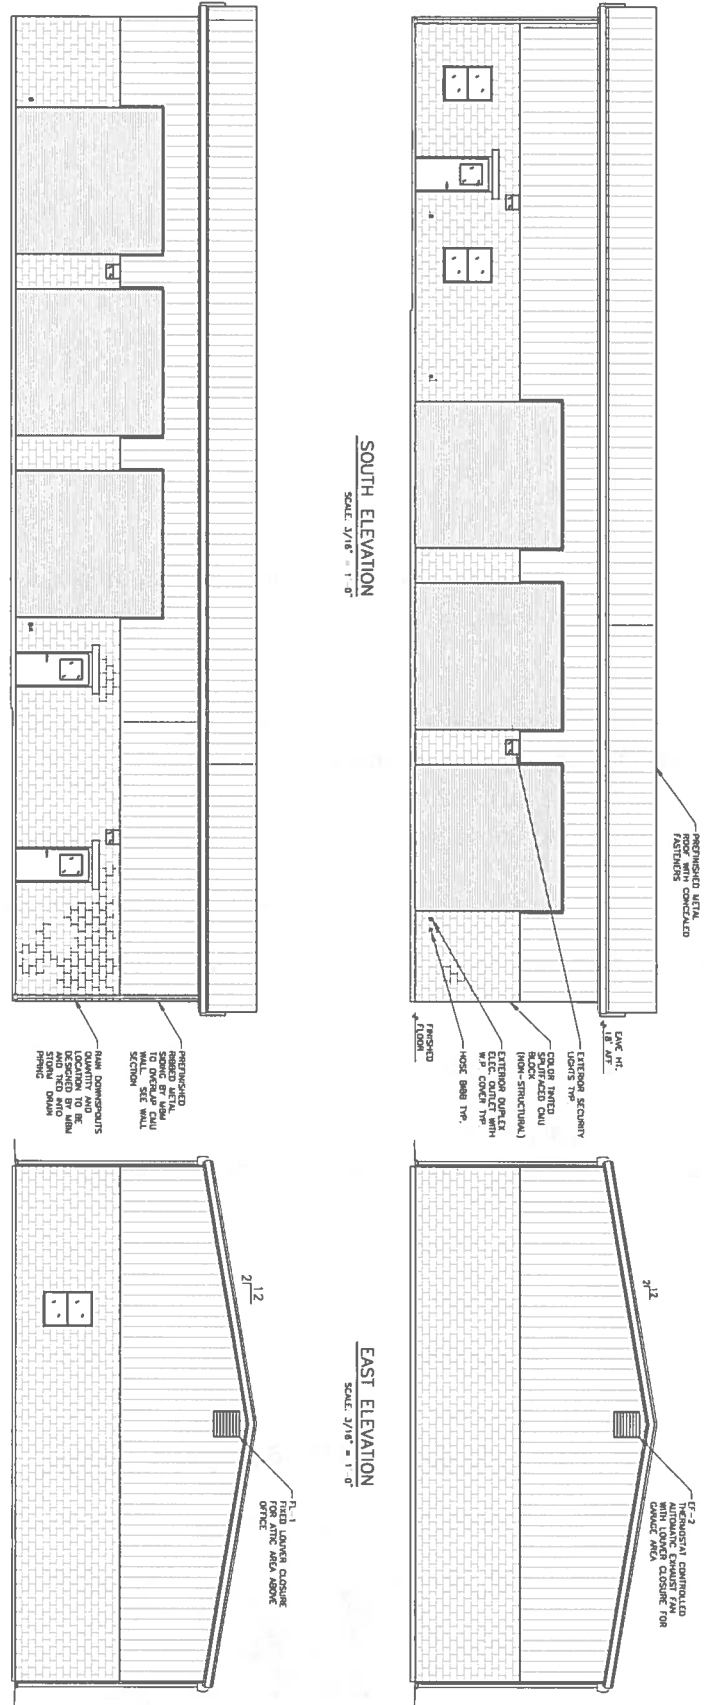 PREFINISHED METAL
ROOF WITH CONCEALED
FASTENERS
EAVE HT.
18' AFF
EXTERIOR SECURITY
LIGHTS TYP
COLOR TINTED
SPLITFACED CMU
BLOCK
(NON-STRUCTURAL)
EXTERIOR DUPLEX
ELEC. OUTLET WITH
W.P. COVER TYP.
HOSE BIBB TYP.
FINISHED
FLOOR
SOUTH ELEVATION
SCALE: 3/16" = 1'-0"
12
2
EF-2
THERMOSTAT CONTROLLED
AUTOMATIC EXHAUST FAN
WITH LOUVER CLOSURE FOR
GARAGE AREA
EAST ELEVATION
SCALE: 3/16" = 1'-0"
PREFINISHED
RIBBED METAL
SIDING BY MBM
TO OVERLAP CMU
WALL SEE WALL
SECTION
RAIN DOWNSPOUTS
QUANTITY AND
LOCATION TO BE
DESIGNED BY MBM
AND TIED INTO
STORM DRAIN
PIPING
12
2
FL-1
FIXED LOUVER CLOSURE
FOR ATTIC AREA ABOVE
OFFICE